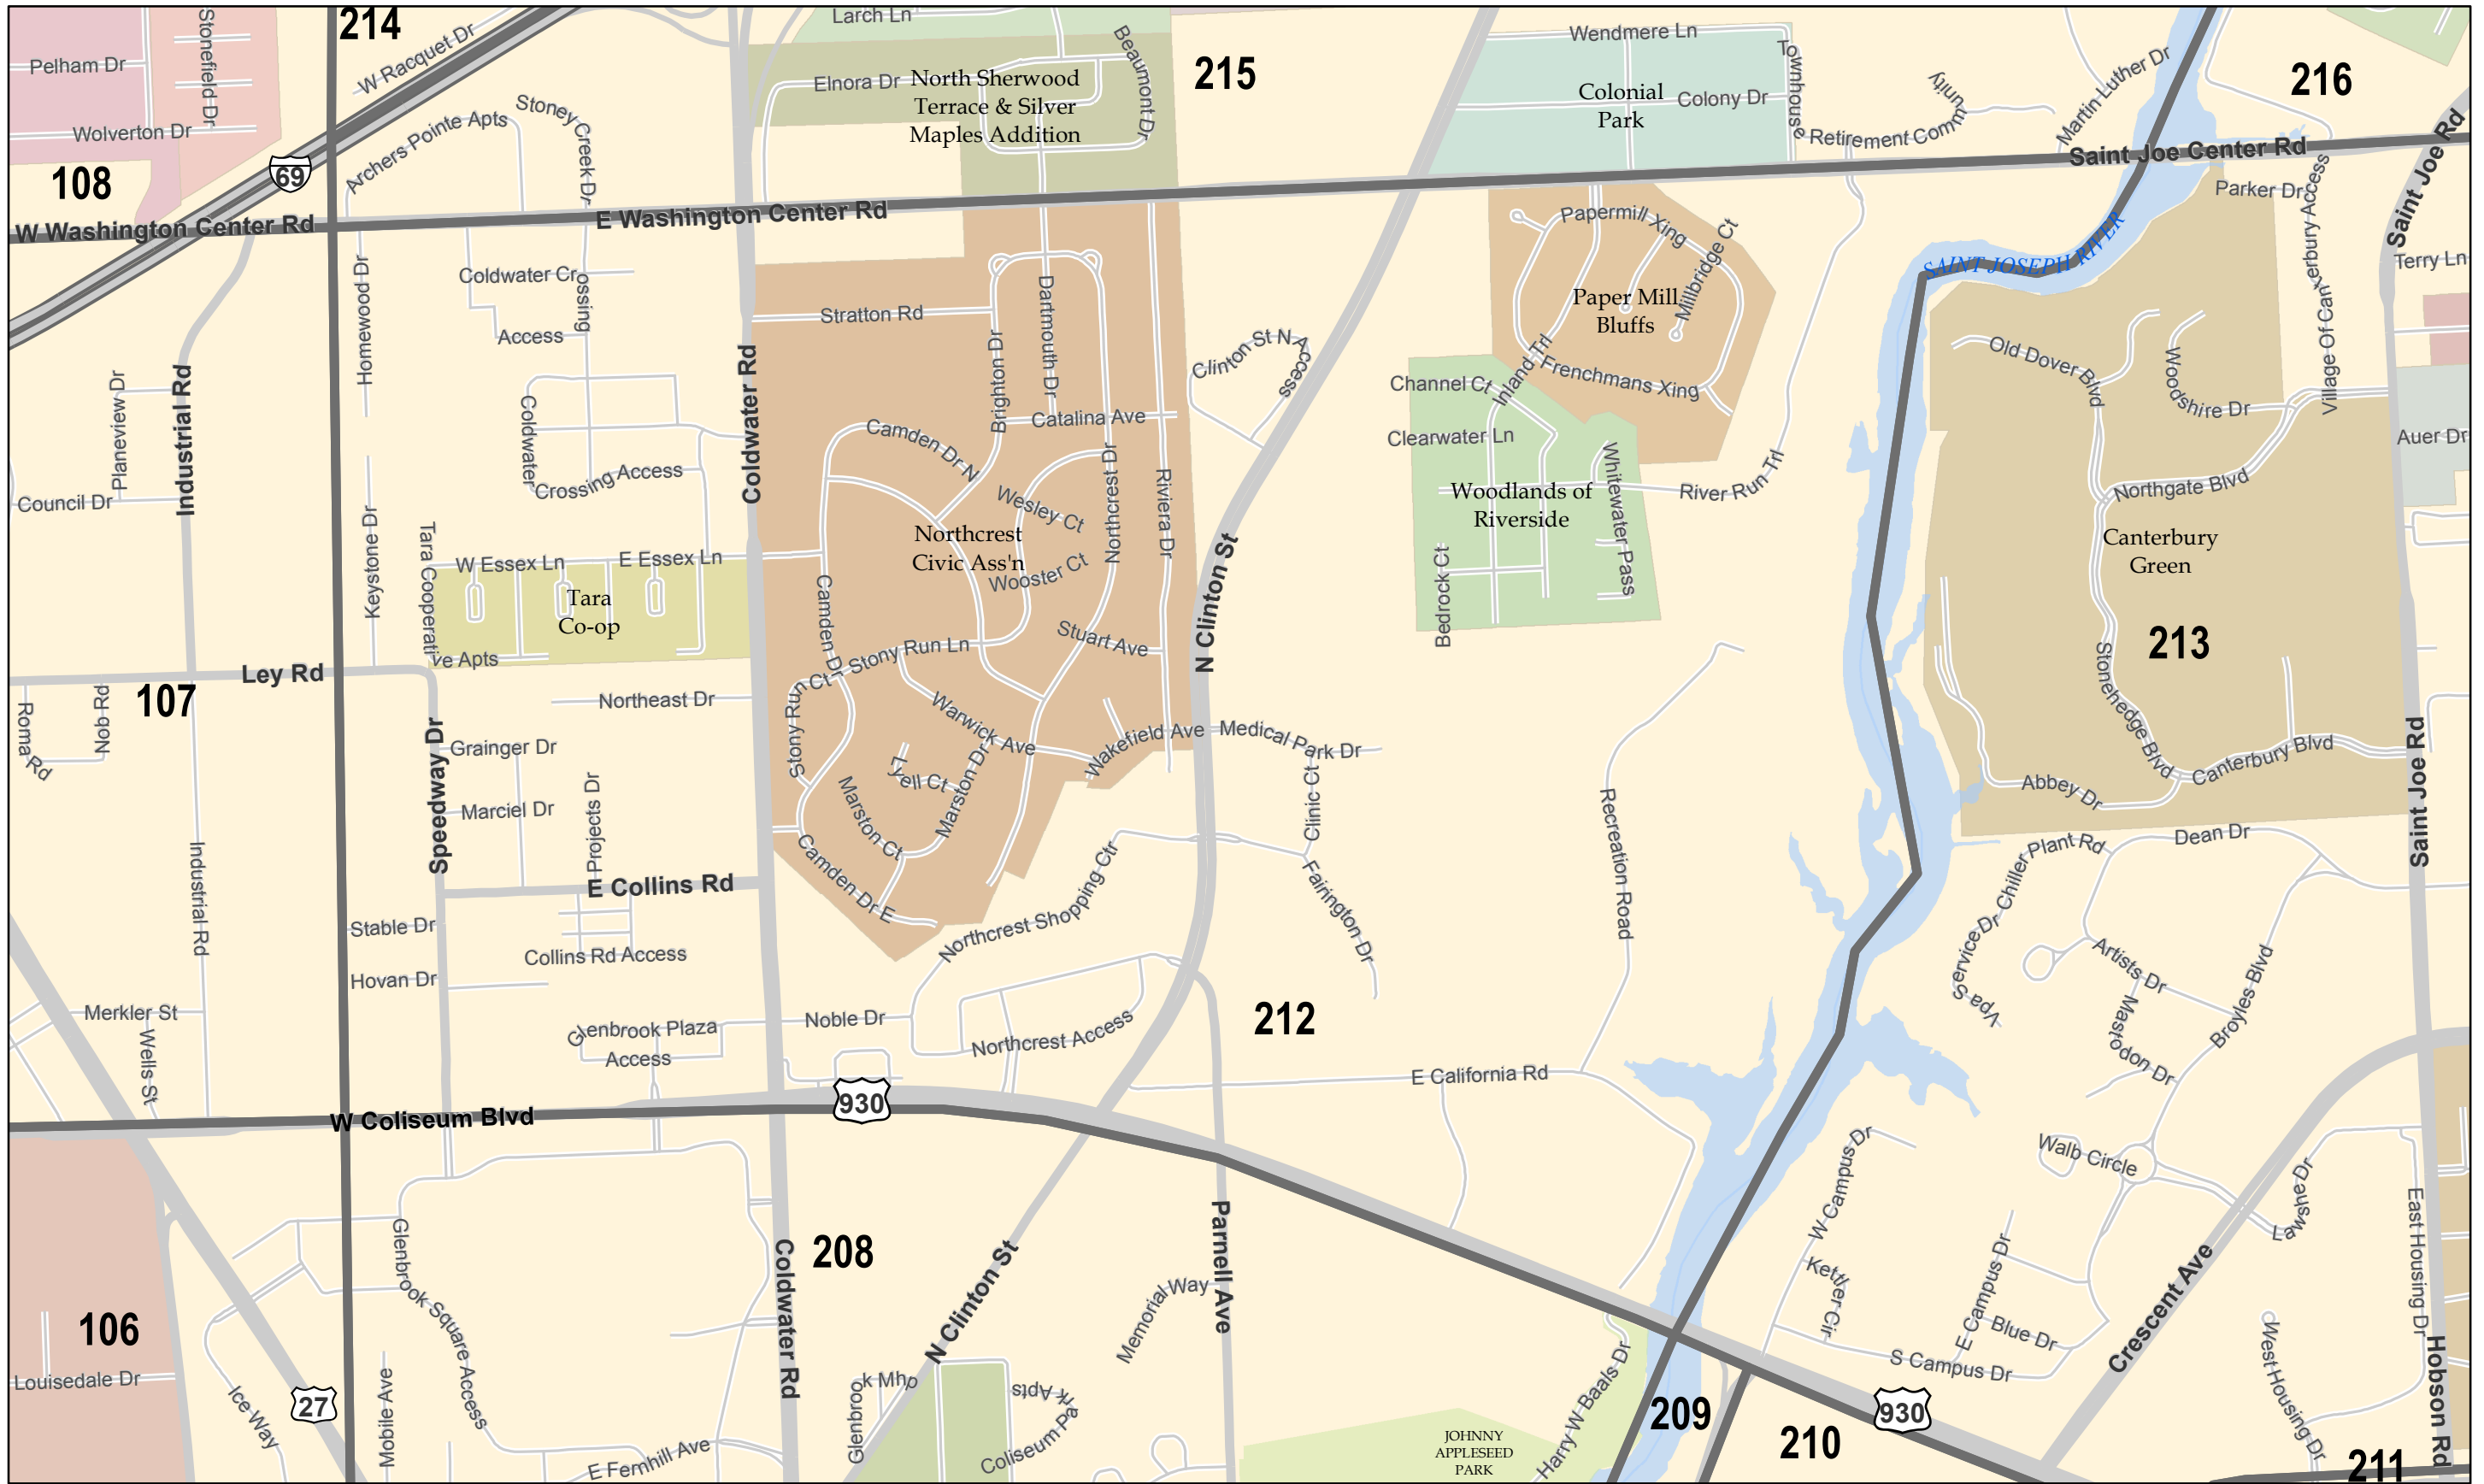 214
Larch Ln
Stonefield Dr
W Racquet Dr
Beaumont Dr
215
Wendmere Ln
Townhouse
Martin Luther Dr
216
Pelham Dr
Elnora Dr
North Sherwood
Terrace & Silver
Maples Addition
Colonial
Park
Colony Dr
Retirement Community
Wolverton Dr
Archers Pointe Apts
Stoney Creek Dr
Saint Joe Center Rd
Saint Joe Rd
108
69
W Washington Center Rd
E Washington Center Rd
Parker Dr
Village Of Canterbury Access
Papermill Xing
Millbridge Ct
SAINT JOSEPH RIVER
Terry Ln
Homewood Dr
Coldwater Crossing
Access
Stratton Rd
Brighton Dr
Dartmouth Dr
Clinton St N Access
Paper Mill
Bluffs
Inland Trl
Frenchmans Xing
Channel Ct
Old Dover Blvd
Woodshire Dr
Planeview Dr
Industrial Rd
Coldwater Rd
Coldwater
Crossing Access
Camden Dr N
Catalina Ave
Northcrest Dr
Riviera Dr
Clearwater Ln
Whitewater Pass
River Run Trl
Auer Dr
Council Dr
Keystone Dr
Wesley Ct
Woodlands of
Riverside
Northgate Blvd
Tara Cooperative Apts
W Essex Ln
E Essex Ln
Northcrest
Civic Ass'n
Wooster Ct
N Clinton St
Bedrock Ct
Canterbury
Green
Tara
Co-op
Camden Dr
Stony Run Ln
Stuart Ave
213
Ley Rd
107
Roma Rd
Nob Rd
Northeast Dr
Stony Run Ct
Warwick Ave
Wakefield Ave
Medical Park Dr
Stonehedge Blvd
Canterbury Blvd
Saint Joe Rd
Speedway Dr
Grainger Dr
Projects Dr
Lyell Ct
Marston Dr
Marston Ct
Clinic Ct
Recreation Road
Abbey Dr
Marciel Dr
Industrial Rd
E Collins Rd
Camden Dr E
Northcrest Shopping Ctr
Fairington Dr
Chiller Plant Rd
Dean Dr
Stable Dr
Collins Rd Access
Service Dr
Vpa S
Artists Dr
Mastodon Dr
Broyles Blvd
Hovan Dr
Merkler St
Wells St
Glenbrook Plaza
Access
Noble Dr
Northcrest Access
212
E California Rd
W Coliseum Blvd
930
W Campus Dr
Walb Circle
Lawshe Dr
East Housing Dr
Glenbrook Square Access
208
Coldwater Rd
N Clinton St
Parnell Ave
Memorial Way
Kettler Cir
E Campus Dr
Blue Dr
S Campus Dr
Crescent Ave
106
Louisedale Dr
Ice Way
27
Mobile Ave
E Fernhill Ave
Glenbrook Mhp
Coliseum Park Apts
JOHNNY
APPLESEED
PARK
Harry W Baals Dr
209
210
930
West Housing Dr
Hobson Rd
211